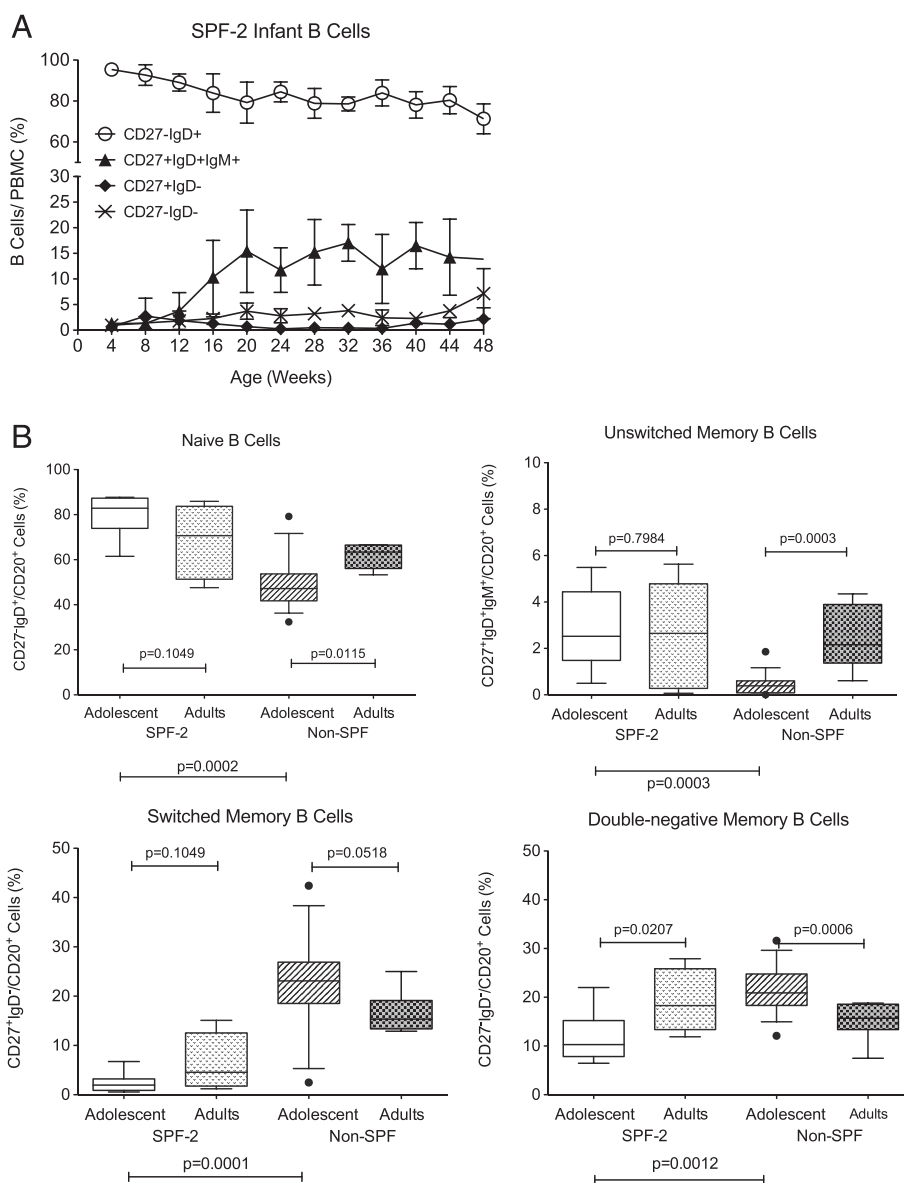 A
SPF-2 Infant B Cells
B Cells/ PBMC (%)
100
80
60
30
25
20
15
10
5
0
CD27-IgD+
CD27+IgD+IgM+
CD27+IgD-
CD27-IgD-
0 4 8 12 16 20 24 28 32 36 40 44 48
Age (Weeks)
B
Naive B Cells
CD27⁻IgD⁺/CD20⁺ Cells (%)
100
80
60
40
20
0
p=0.1049
p=0.0115
Adolescent Adults Adolescent Adults
SPF-2 Non-SPF
p=0.0002
Unswitched Memory B Cells
CD27⁺IgD⁺IgM⁺/CD20⁺ Cells (%)
10
8
6
4
2
0
p=0.7984
p=0.0003
Adolescent Adults Adolescent Adults
SPF-2 Non-SPF
p=0.0003
Switched Memory B Cells
CD27⁺IgD⁻/CD20⁺ Cells (%)
50
40
30
20
10
0
p=0.1049
p=0.0518
Adolescent Adults Adolescent Adults
SPF-2 Non-SPF
p=0.0001
Double-negative Memory B Cells
CD27⁻IgD⁻/CD20⁺ Cells (%)
50
40
30
20
10
0
p=0.0207
p=0.0006
Adolescent Adults Adolescent Adults
SPF-2 Non-SPF
p=0.0012